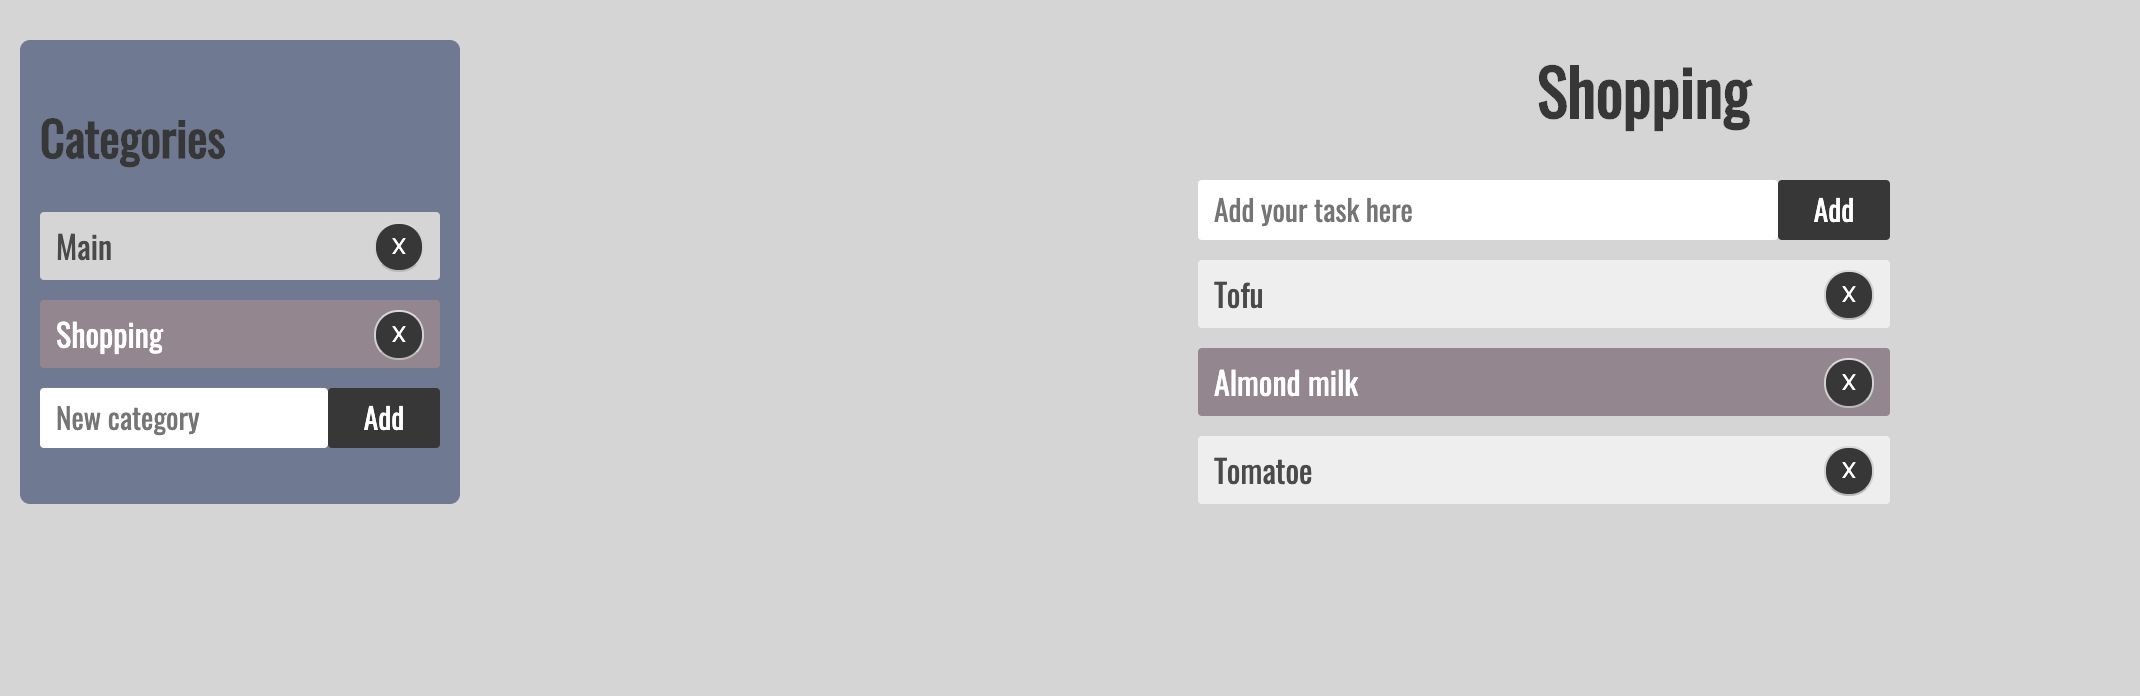 Categories
Main X
Shopping X
New category Add
Shopping
Add your task here Add
Tofu X
Almond milk X
Tomatoe X